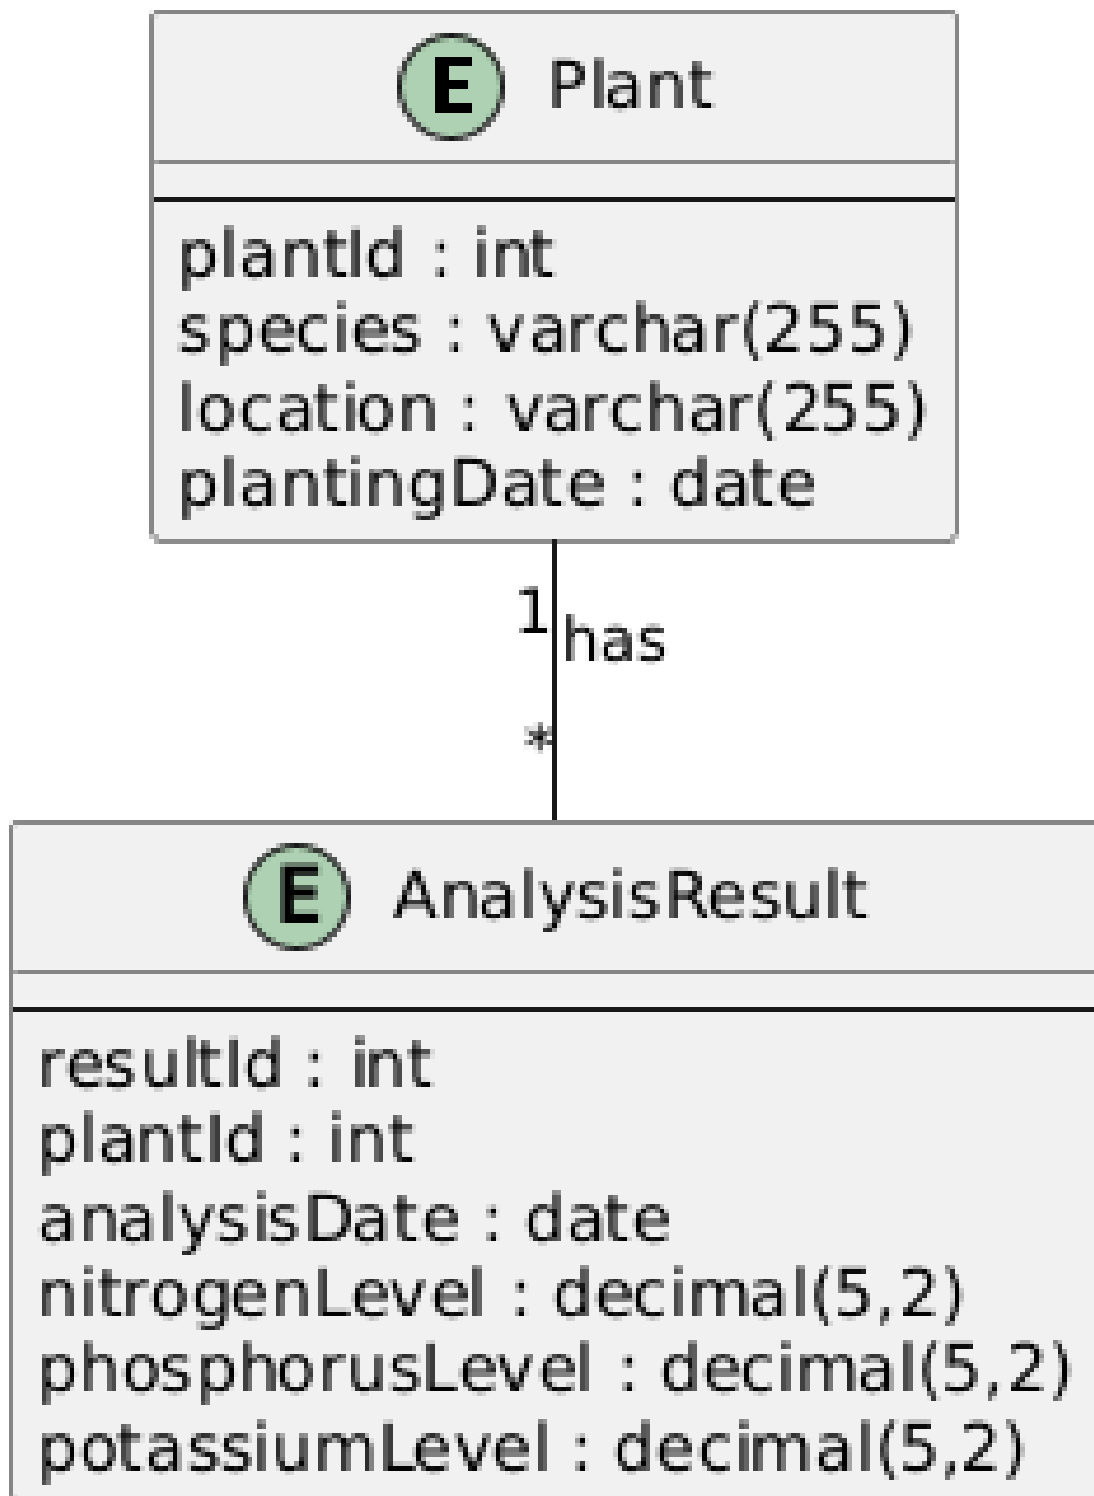 E Plant
plantId : int
species : varchar(255)
location : varchar(255)
plantingDate : date
1
has
*
E AnalysisResult
resultId : int
plantId : int
analysisDate : date
nitrogenLevel : decimal(5,2)
phosphorusLevel : decimal(5,2)
potassiumLevel : decimal(5,2)